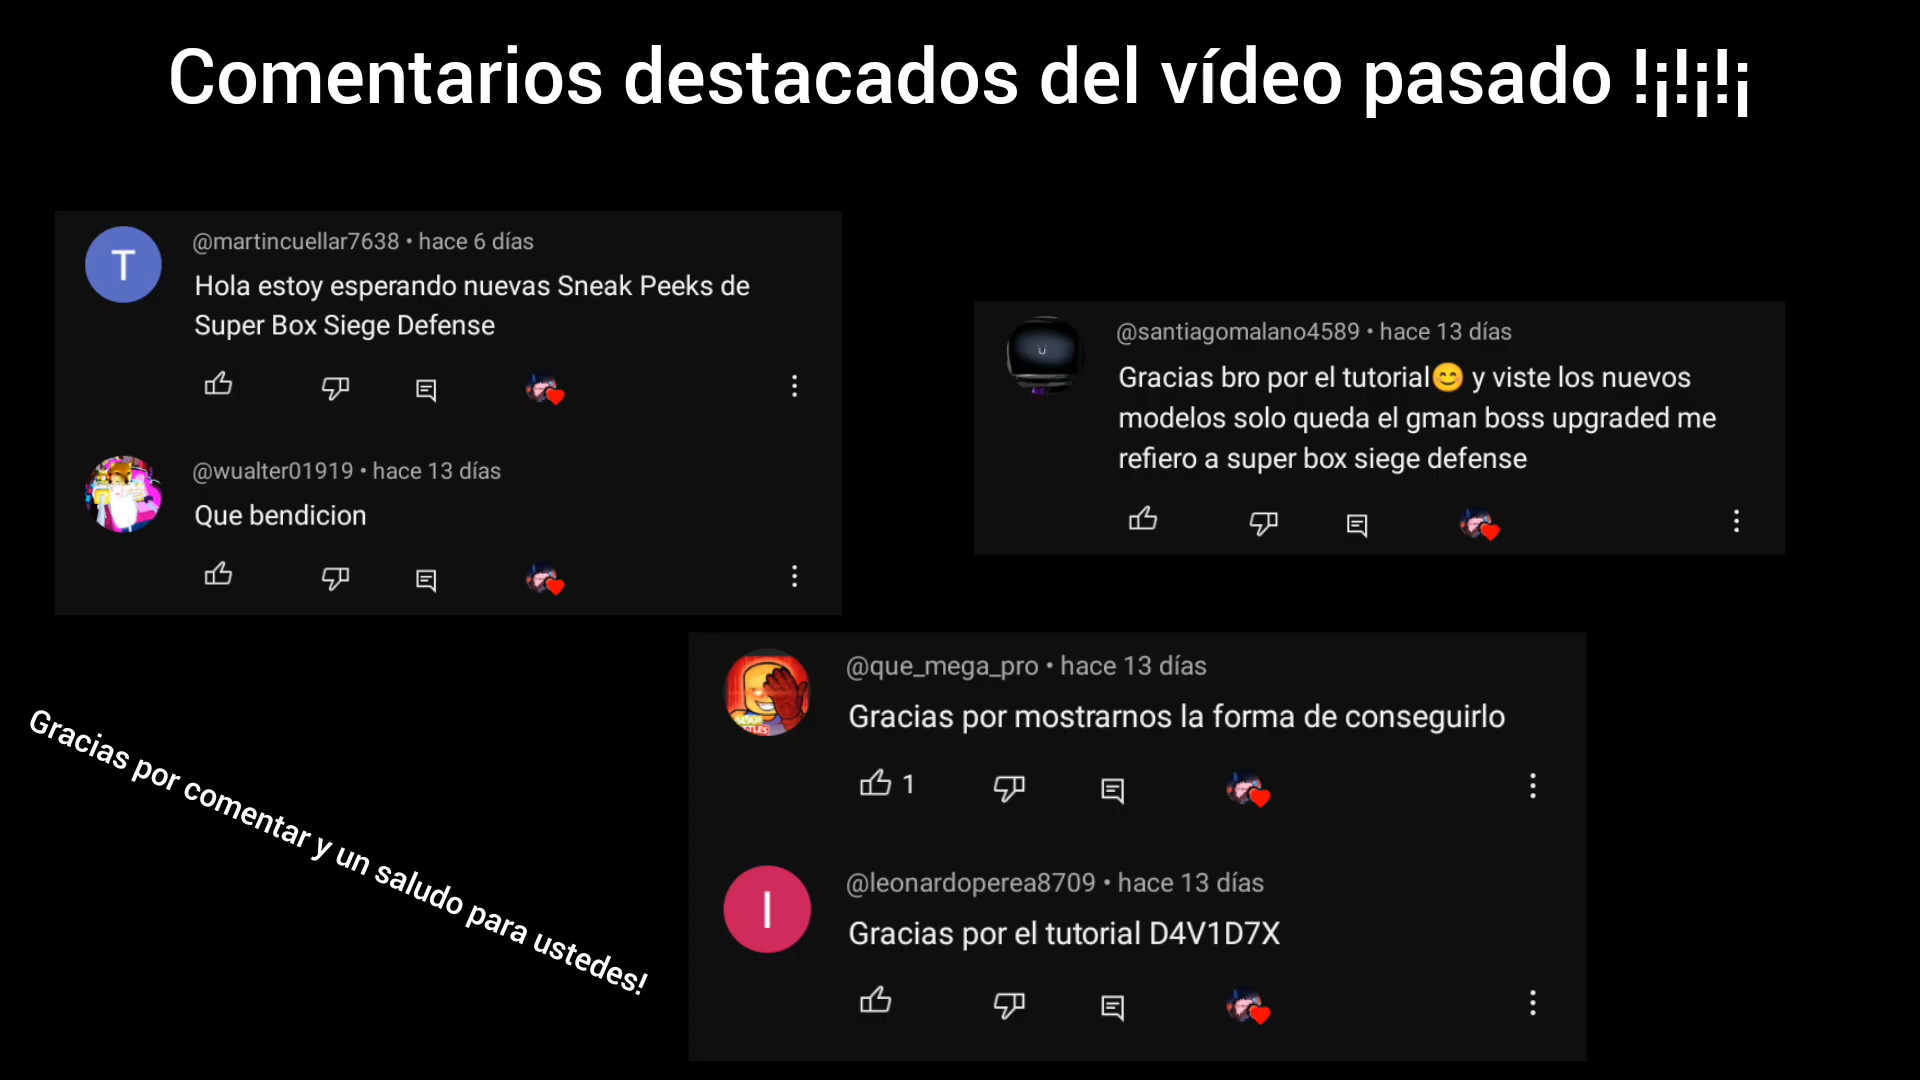 Comentarios destacados del vídeo pasado !¡!¡!¡
T
@martincuellar7638 • hace 6 días
Hola estoy esperando nuevas Sneak Peeks de
Super Box Siege Defense
@wualter01919 • hace 13 días
Que bendicion
@santiagomalano4589 • hace 13 días
Gracias bro por el tutorial😊 y viste los nuevos
modelos solo queda el gman boss upgraded me
refiero a super box siege defense
@que_mega_pro • hace 13 días
Gracias por mostrarnos la forma de conseguirlo
1
l
@leonardoperea8709 • hace 13 días
Gracias por el tutorial D4V1D7X
Gracias por comentar y un saludo para ustedes!